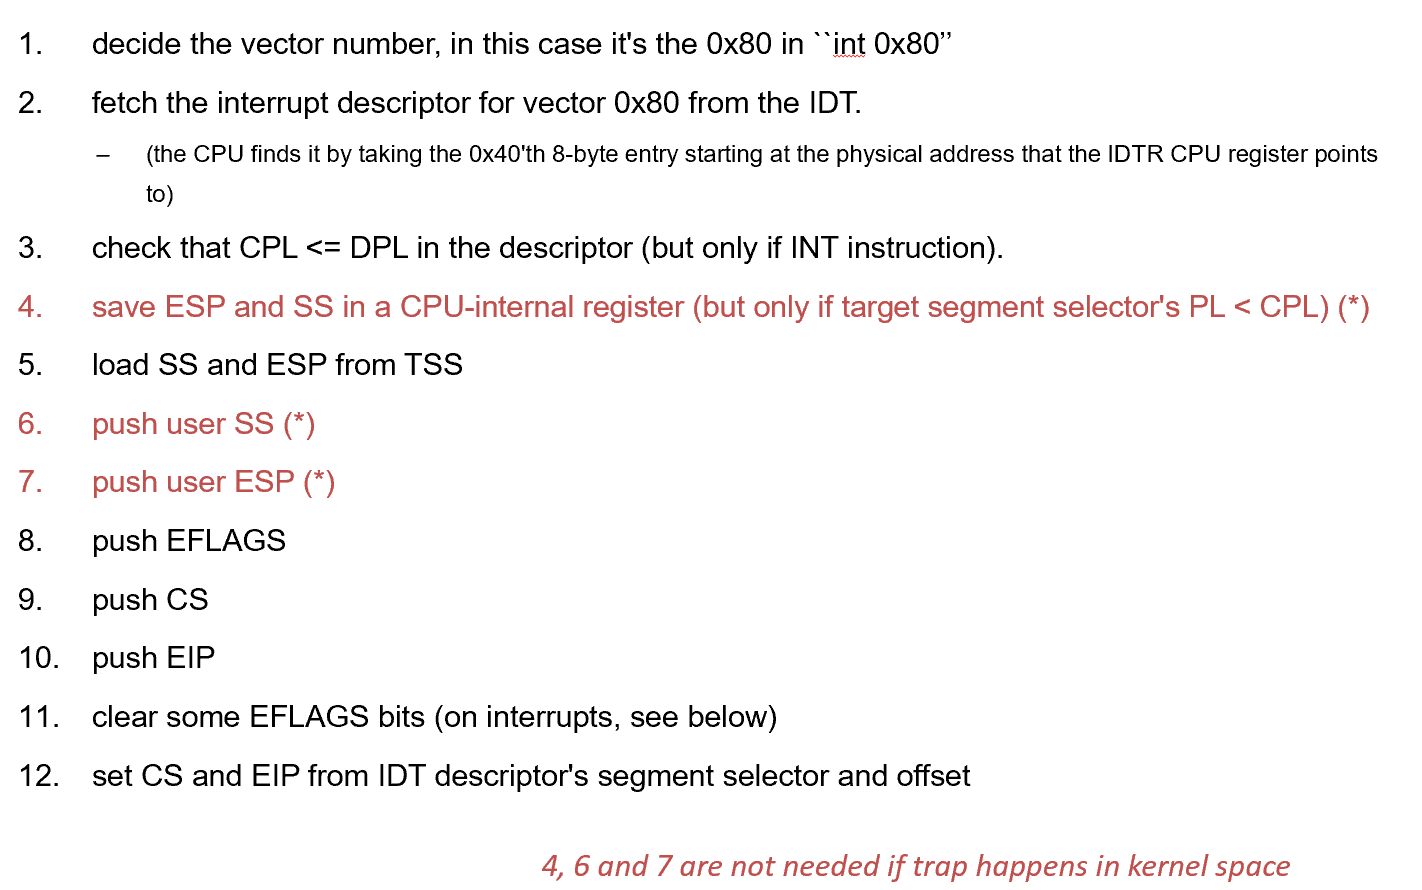 1. decide the vector number, in this case it's the 0x80 in ``int 0x80”
2. fetch the interrupt descriptor for vector 0x80 from the IDT.
– (the CPU finds it by taking the 0x40'th 8-byte entry starting at the physical address that the IDTR CPU register points
to)
3. check that CPL <= DPL in the descriptor (but only if INT instruction).
4. save ESP and SS in a CPU-internal register (but only if target segment selector's PL < CPL) (*)
5. load SS and ESP from TSS
6. push user SS (*)
7. push user ESP (*)
8. push EFLAGS
9. push CS
10. push EIP
11. clear some EFLAGS bits (on interrupts, see below)
12. set CS and EIP from IDT descriptor's segment selector and offset
4, 6 and 7 are not needed if trap happens in kernel space